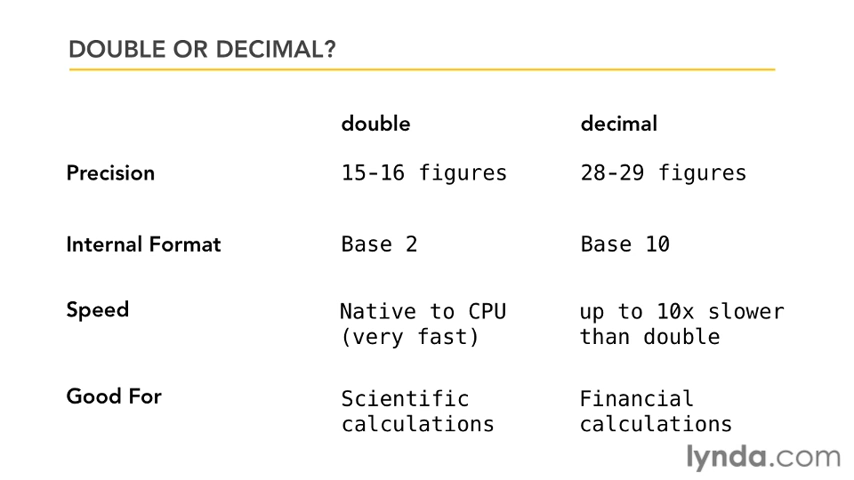 DOUBLE OR DECIMAL?
double decimal
Precision 15-16 figures 28-29 figures
Internal Format Base 2 Base 10
Speed Native to CPU up to 10x slower
(very fast) than double
Good For Scientific Financial
calculations calculations
lynda.com